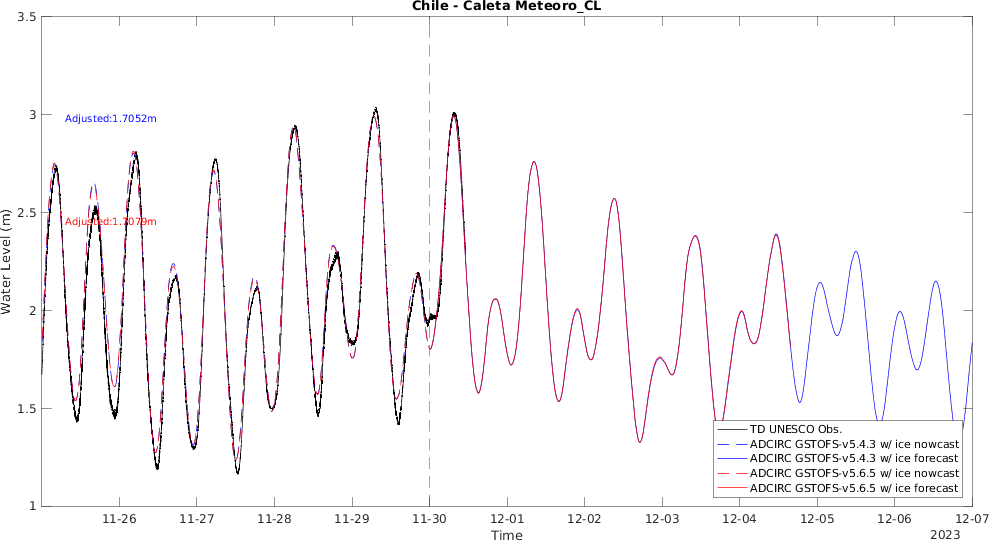 Chile - Caleta Meteoro_CL
3.5
3
2.5
2
1.5
1
Water Level (m)
Adjusted:1.7052m
Adjusted:1.7079m
TD UNESCO Obs.
ADCIRC GSTOFS-v5.4.3 w/ ice nowcast
ADCIRC GSTOFS-v5.4.3 w/ ice forecast
ADCIRC GSTOFS-v5.6.5 w/ ice nowcast
ADCIRC GSTOFS-v5.6.5 w/ ice forecast
11-26 11-27 11-28 11-29 11-30 12-01 12-02 12-03 12-04 12-05 12-06 12-07
Time
2023